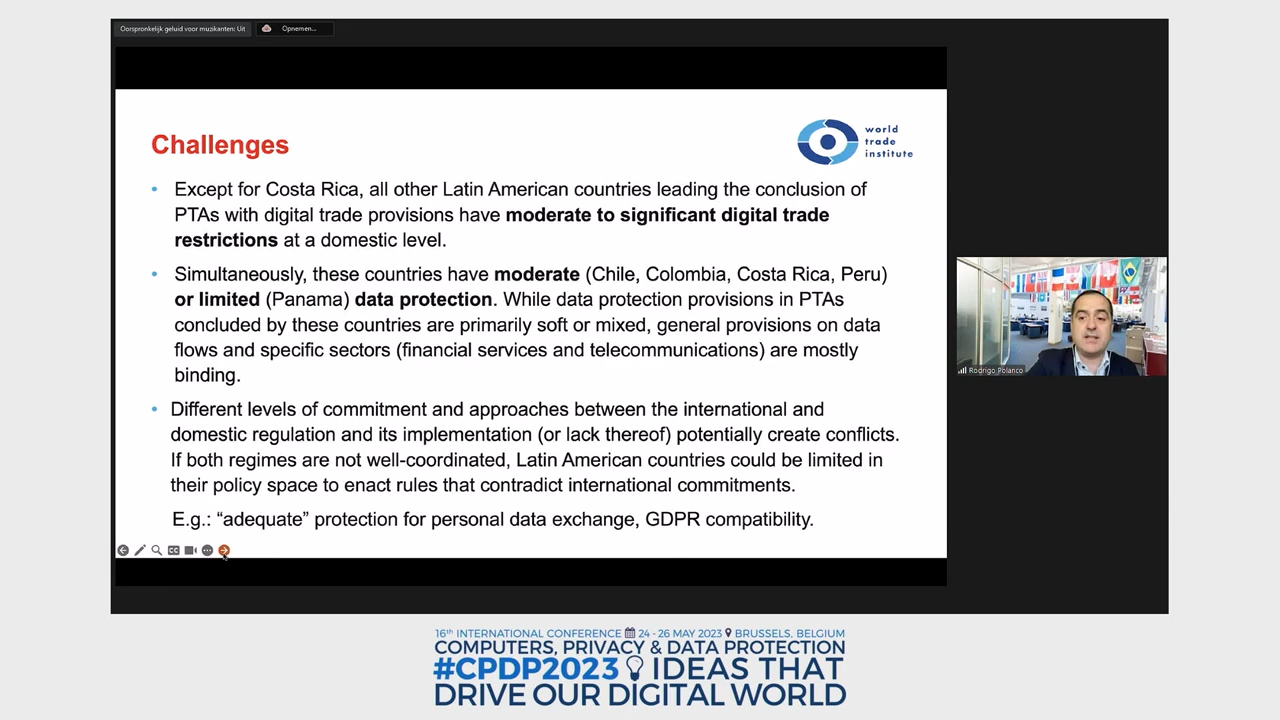 Oorspronkelijk geluid voor muzikanten: Uit
Opnemen...
Challenges
world
trade
institute
• Except for Costa Rica, all other Latin American countries leading the conclusion of
PTAs with digital trade provisions have moderate to significant digital trade
restrictions at a domestic level.
• Simultaneously, these countries have moderate (Chile, Colombia, Costa Rica, Peru)
or limited (Panama) data protection. While data protection provisions in PTAs
concluded by these countries are primarily soft or mixed, general provisions on data
flows and specific sectors (financial services and telecommunications) are mostly
binding.
• Different levels of commitment and approaches between the international and
domestic regulation and its implementation (or lack thereof) potentially create conflicts.
If both regimes are not well-coordinated, Latin American countries could be limited in
their policy space to enact rules that contradict international commitments.
E.g.: “adequate” protection for personal data exchange, GDPR compatibility.
CC
Rodrigo Polanco
16th INTERNATIONAL CONFERENCE 24 - 26 MAY 2023 BRUSSELS, BELGIUM
COMPUTERS, PRIVACY & DATA PROTECTION
#CPDP2023 IDEAS THAT
DRIVE OUR DIGITAL WORLD